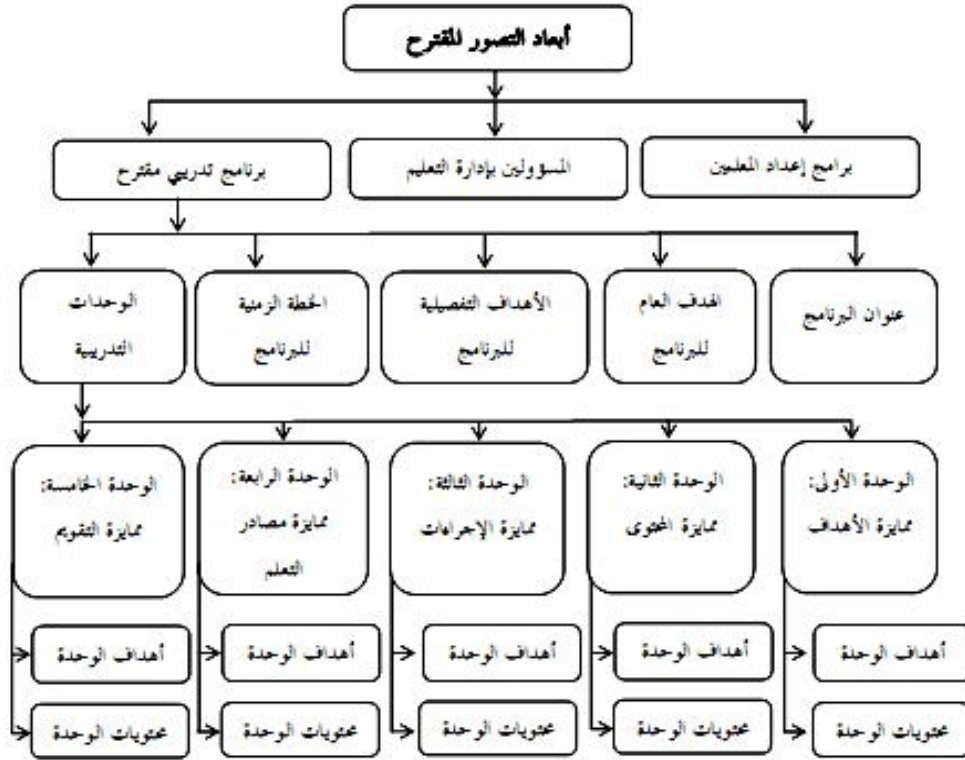 أبعاد التصور المقترح
برامج إعداد المعلمين
المسؤولين بإدارة التعليم
برنامج تدريبي مقترح
عنوان البرنامج
الهدف العام
للبرنامج
الأهداف التفصيلية
للبرنامج
الخطة الزمنية
للبرنامج
الوحدات
التدريبية
الوحدة الأولى:
ممايزة الأهداف
الوحدة الثانية:
ممايزة المحتوى
الوحدة الثالثة:
ممايزة الإجراءات
الوحدة الرابعة:
ممايزة مصادر
التعلم
الوحدة الخامسة:
ممايزة التقويم
أهداف الوحدة
أهداف الوحدة
أهداف الوحدة
أهداف الوحدة
أهداف الوحدة
محتويات الوحدة
محتويات الوحدة
محتويات الوحدة
محتويات الوحدة
محتويات الوحدة